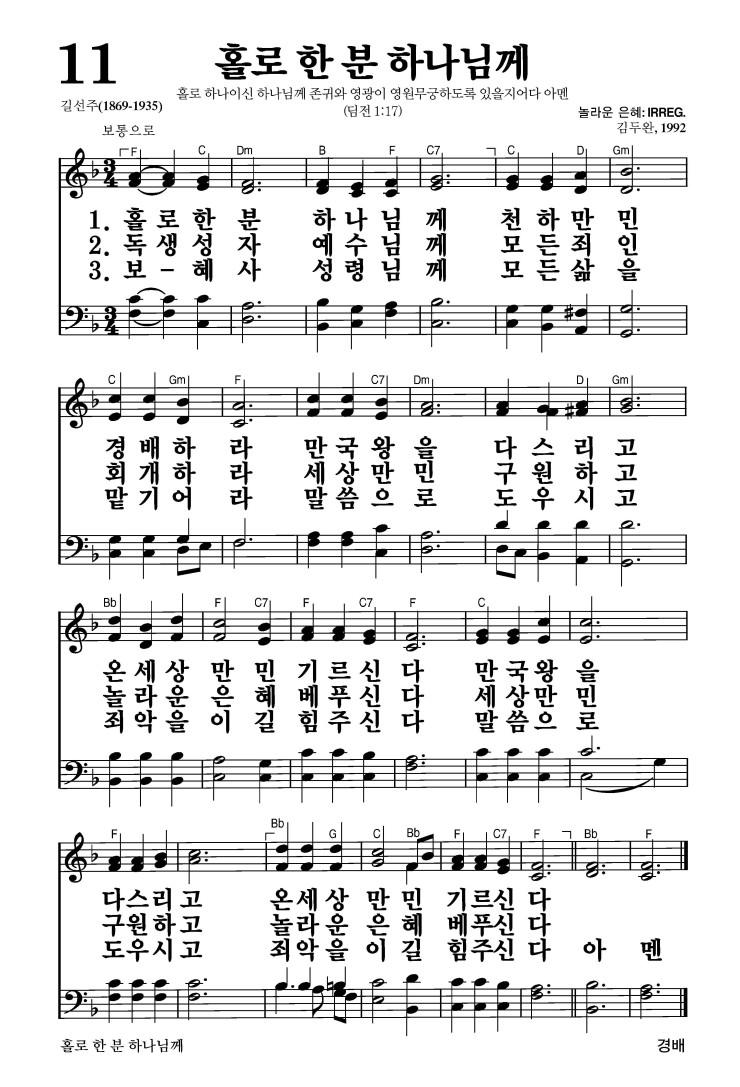 11
홀로 한 분 하나님께
홀로 하나이신 하나님께 존귀와 영광이 영원무궁하도록 있을지어다 아멘
길선주(1869-1935)
(딤전 1:17)
놀라운 은혜: IRREG.
보통으로
김두완, 1992
F C Dm B F C7 C D Gm
3/4
1. 홀로한 분 하나님 께 천하만 민
2. 독생성 자 예수님 께 모든죄 인
3. 보 – 혜 사 성령님 께 모든삶 을
3/4
C Gm F C7 Dm D Gm
경배하 라 만국왕 을 다스리 고
회개하 라 세상만 민 구원하 고
맡기어 라 말씀으 로 도우시 고
Bb F C7 F C7 F C
온세상 만 민 기르신 다 만국왕 을
놀라운 은 혜 베푸신 다 세상만 민
죄악을 이 길 힘주신 다 말씀으 로
F Bb G C Bb F C7 F Bb F
다스리 고 온세상 만 민 기르신 다
구원하 고 놀라운 은 혜 베푸신 다
도우시 고 죄악을 이 길 힘주신 다 아 멘
홀로 한 분 하나님께
경배